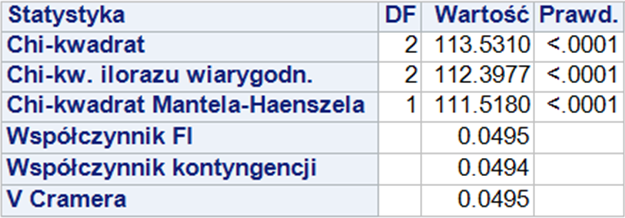 Statystyka DF Wartość Prawd.
Chi-kwadrat 2 113.5310 <.0001
Chi-kw. ilorazu wiarygodn. 2 112.3977 <.0001
Chi-kwadrat Mantela-Haenszela 1 111.5180 <.0001
Współczynnik FI 0.0495
Współczynnik kontyngencji 0.0494
V Cramera 0.0495